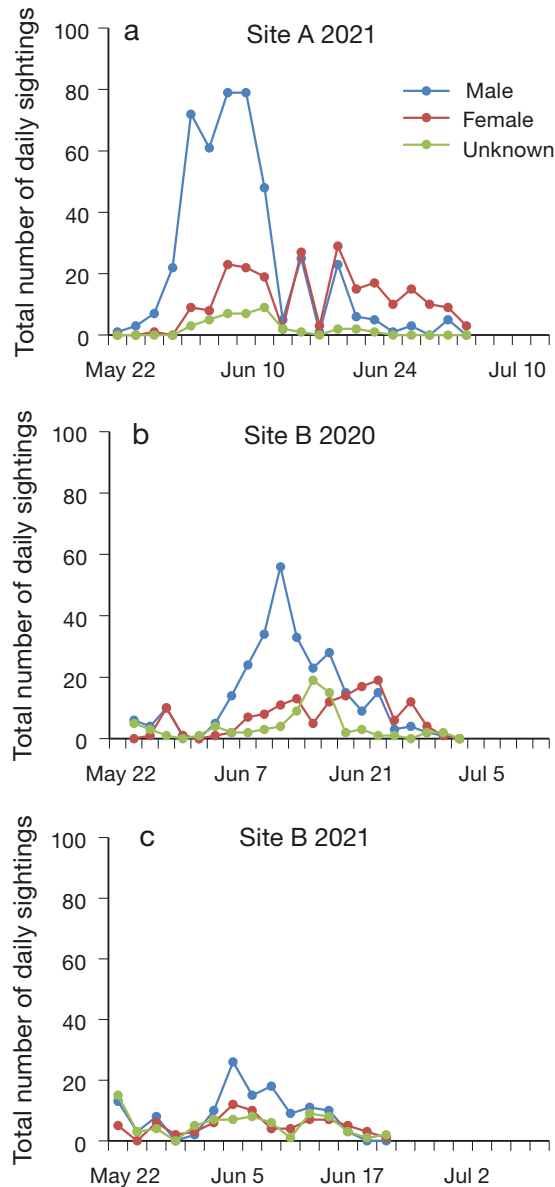 a
Site A 2021
Total number of daily sightings
100
80
60
40
20
0
Male
Female
Unknown
May 22
Jun 10
Jun 24
Jul 10
b
Site B 2020
Total number of daily sightings
100
80
60
40
20
0
May 22
Jun 7
Jun 21
Jul 5
c
Site B 2021
Total number of daily sightings
100
80
60
40
20
0
May 22
Jun 5
Jun 17
Jul 2